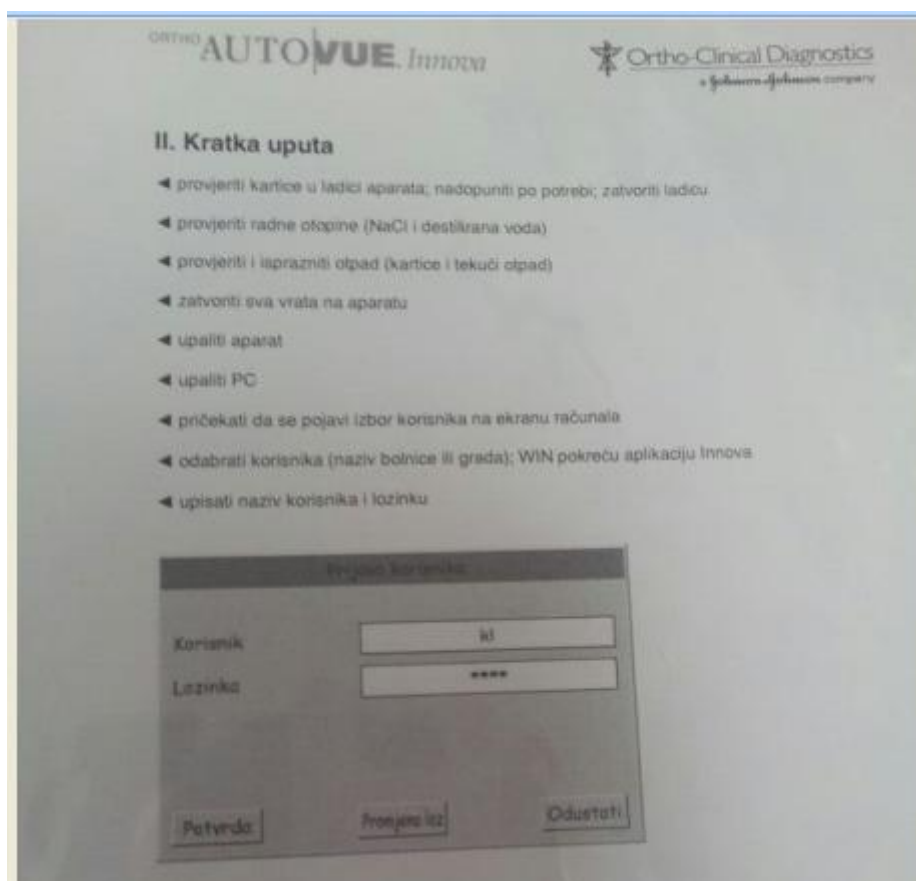 ORTHO AUTOVUE Innova
Ortho-Clinical Diagnostics
a Johnson & Johnson company
II. Kratka uputa
◄ provjeriti kartice u ladici aparata; nadopuniti po potrebi; zatvoriti ladicu
◄ provjeriti radne otopine (NaCl i destilirana voda)
◄ provjeriti i isprazniti otpad (kartice i tekući otpad)
◄ zatvoriti sva vrata na aparatu
◄ upaliti aparat
◄ upaliti PC
◄ pričekati da se pojavi izbor korisnika na ekranu računala
◄ odabrati korisnika (naziv bolnice ili grada); WIN pokreću aplikaciju Innova
◄ upisati naziv korisnika i lozinku
Prijava korisnika
Korisnik
kl
Lozinka
****
Potvrda
Promjena loz
Odustati